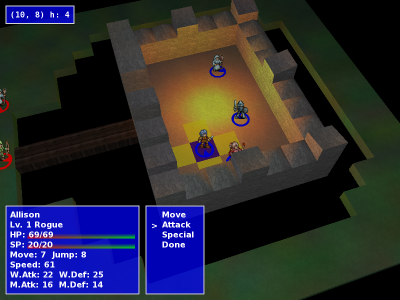 (10, 8) h: 4
Allison
Lv. 1 Rogue
HP: 69/69
SP: 20/20
Move: 7 Jump: 8
Speed: 61
W.Atk: 22 W.Def: 25
M.Atk: 16 M.Def: 14
Move
> Attack
Special
Done